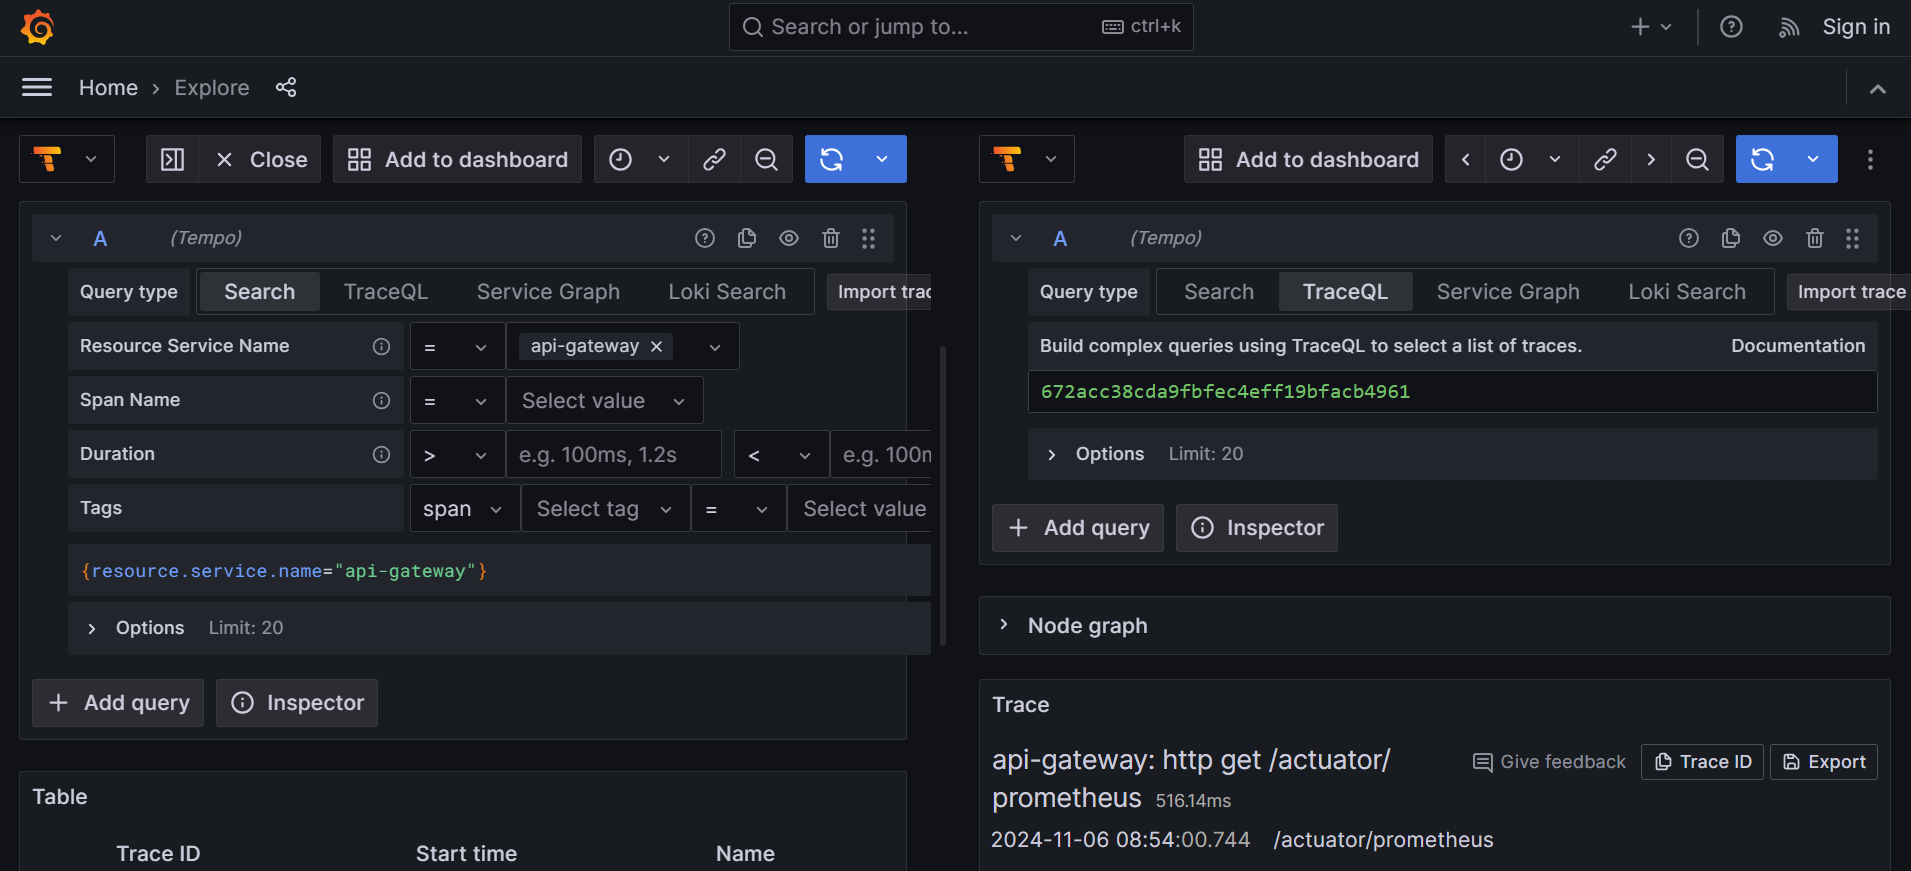 Search or jump to... ctrl+k Sign in
Home › Explore
Close Add to dashboard
A (Tempo)
Query type Search TraceQL Service Graph Loki Search Import trac
Resource Service Name = api-gateway
Span Name = Select value
Duration > e.g. 100ms, 1.2s < e.g. 100m
Tags span Select tag = Select value
{resource.service.name="api-gateway"}
Options Limit: 20
Add query Inspector
Table
Trace ID Start time Name
Add to dashboard
A (Tempo)
Query type Search TraceQL Service Graph Loki Search Import trace
Build complex queries using TraceQL to select a list of traces. Documentation
672acc38cda9fbfec4eff19bfacb4961
Options Limit: 20
Add query Inspector
Node graph
Trace
api-gateway: http get /actuator/
prometheus 516.14ms
Give feedback Trace ID Export
2024-11-06 08:54:00.744 /actuator/prometheus